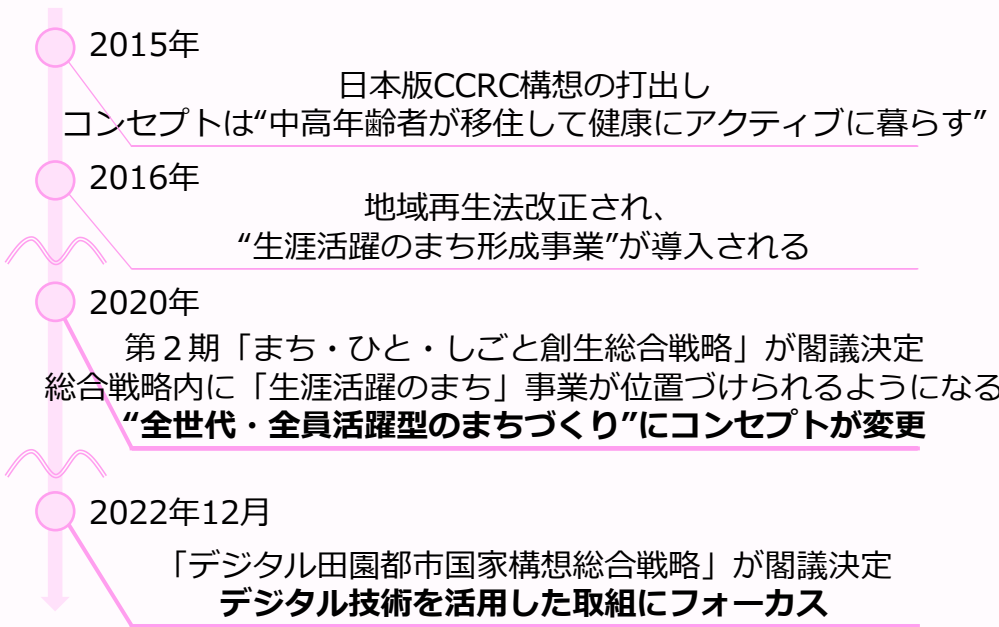 2015年
日本版CCRC構想の打出し
コンセプトは“中高年齢者が移住して健康にアクティブに暮らす”
2016年
地域再生法改正され、
“生涯活躍のまち形成事業”が導入される
2020年
第２期「まち・ひと・しごと創生総合戦略」が閣議決定
総合戦略内に「生涯活躍のまち」事業が位置づけられるようになる
“全世代・全員活躍型のまちづくり”にコンセプトが変更
2022年12月
「デジタル田園都市国家構想総合戦略」が閣議決定
デジタル技術を活用した取組にフォーカス